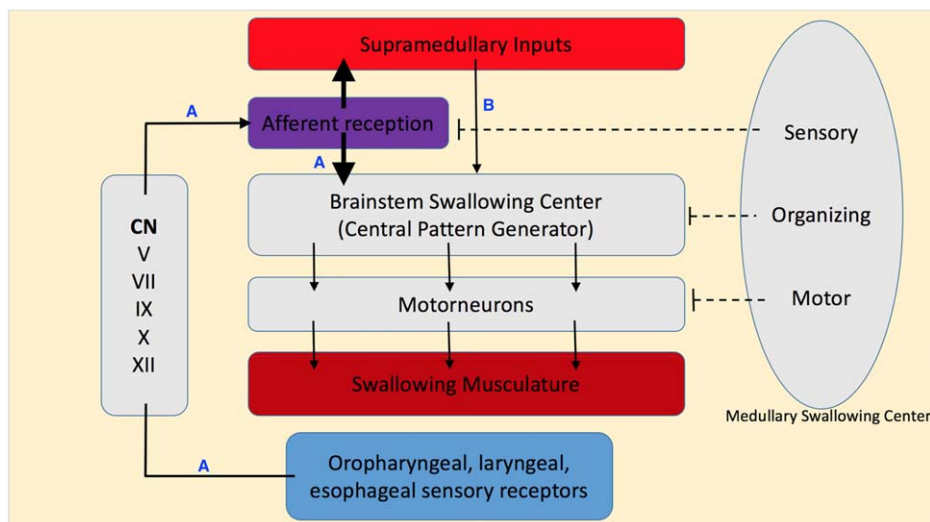 Supramedullary Inputs
A
B
Afferent reception
A
Sensory
Brainstem Swallowing Center
(Central Pattern Generator)
Organizing
CN
V
VII
IX
X
XII
Motorneurons
Motor
Swallowing Musculature
Medullary Swallowing Center
A
Oropharyngeal, laryngeal,
esophageal sensory receptors